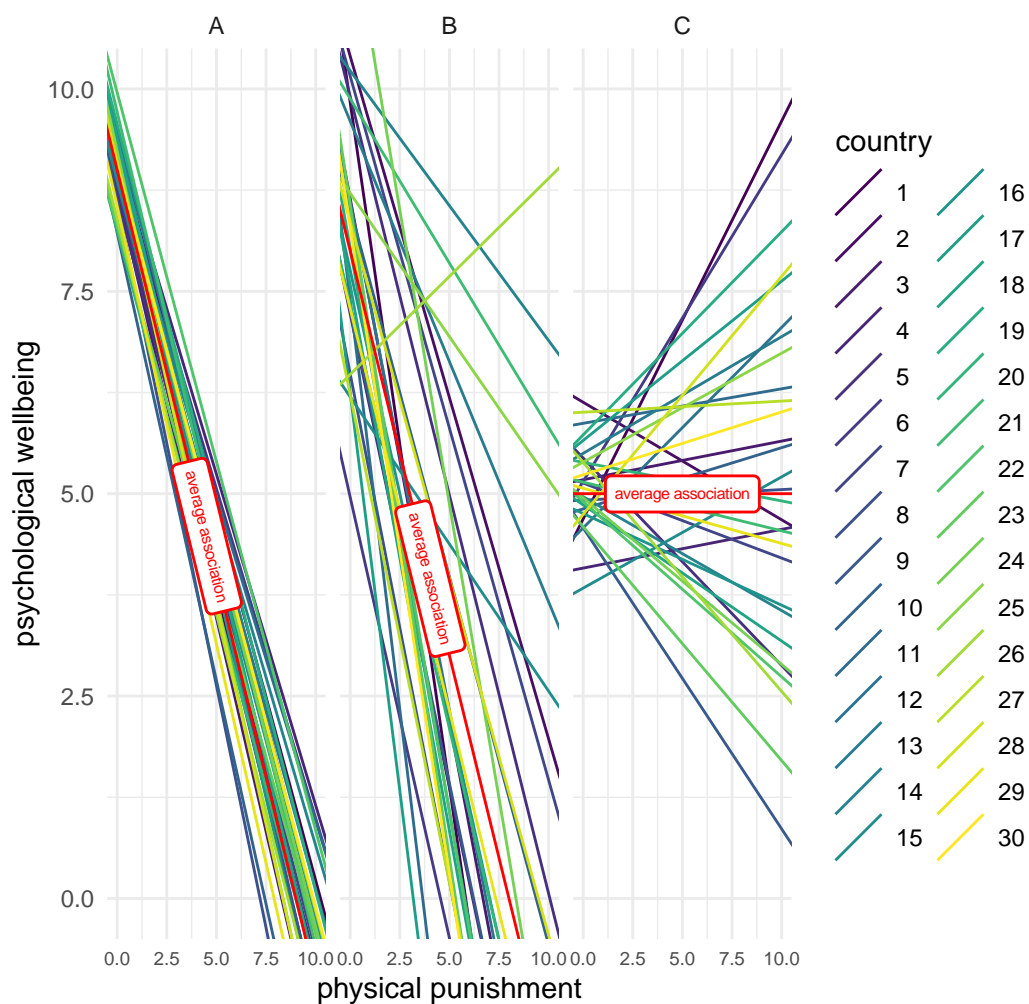 A B C
psychological wellbeing
10.0
7.5
5.0
2.5
0.0
average association
average association
average association
0.0 2.5 5.0 7.5 10.0 0.0 2.5 5.0 7.5 10.0 0.0 2.5 5.0 7.5 10.0
physical punishment
country
1 16
2 17
3 18
4 19
5 20
6 21
7 22
8 23
9 24
10 25
11 26
12 27
13 28
14 29
15 30